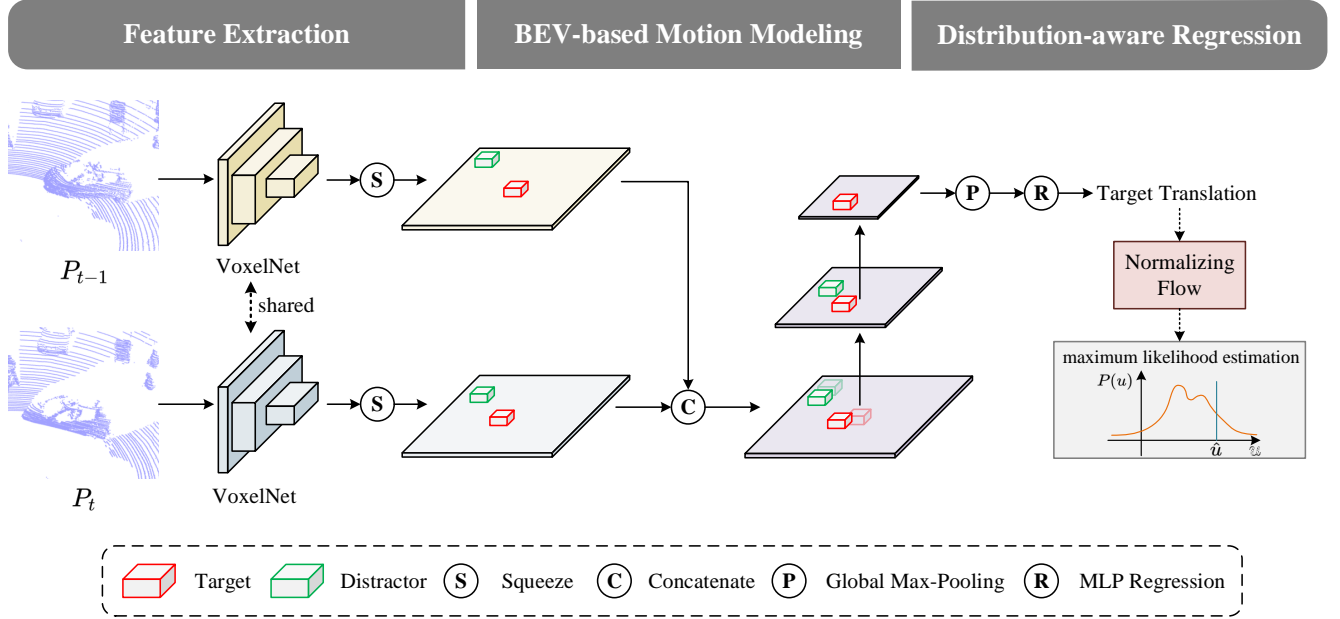 Feature Extraction
BEV-based Motion Modeling
Distribution-aware Regression
S
P
R
Target Translation
P_{t-1}
VoxelNet
Normalizing
Flow
shared
maximum likelihood estimation
P(u)
S
C
û
u
P_t
VoxelNet
Target
Distractor
S Squeeze
C Concatenate
P Global Max-Pooling
R MLP Regression